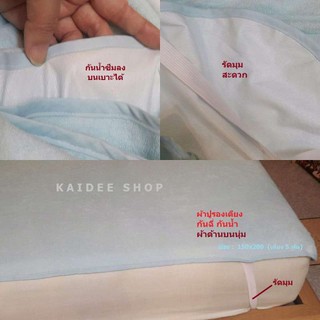 กันน้ำซึมลง
บนเบาะได้
รัดมุม
สะดวก
KAIDEE SHOP
ผ้าปูรองเตียง
กันฉี่ กันน้ำ
ผ้าด้านบนนุ่ม
รัดมุม